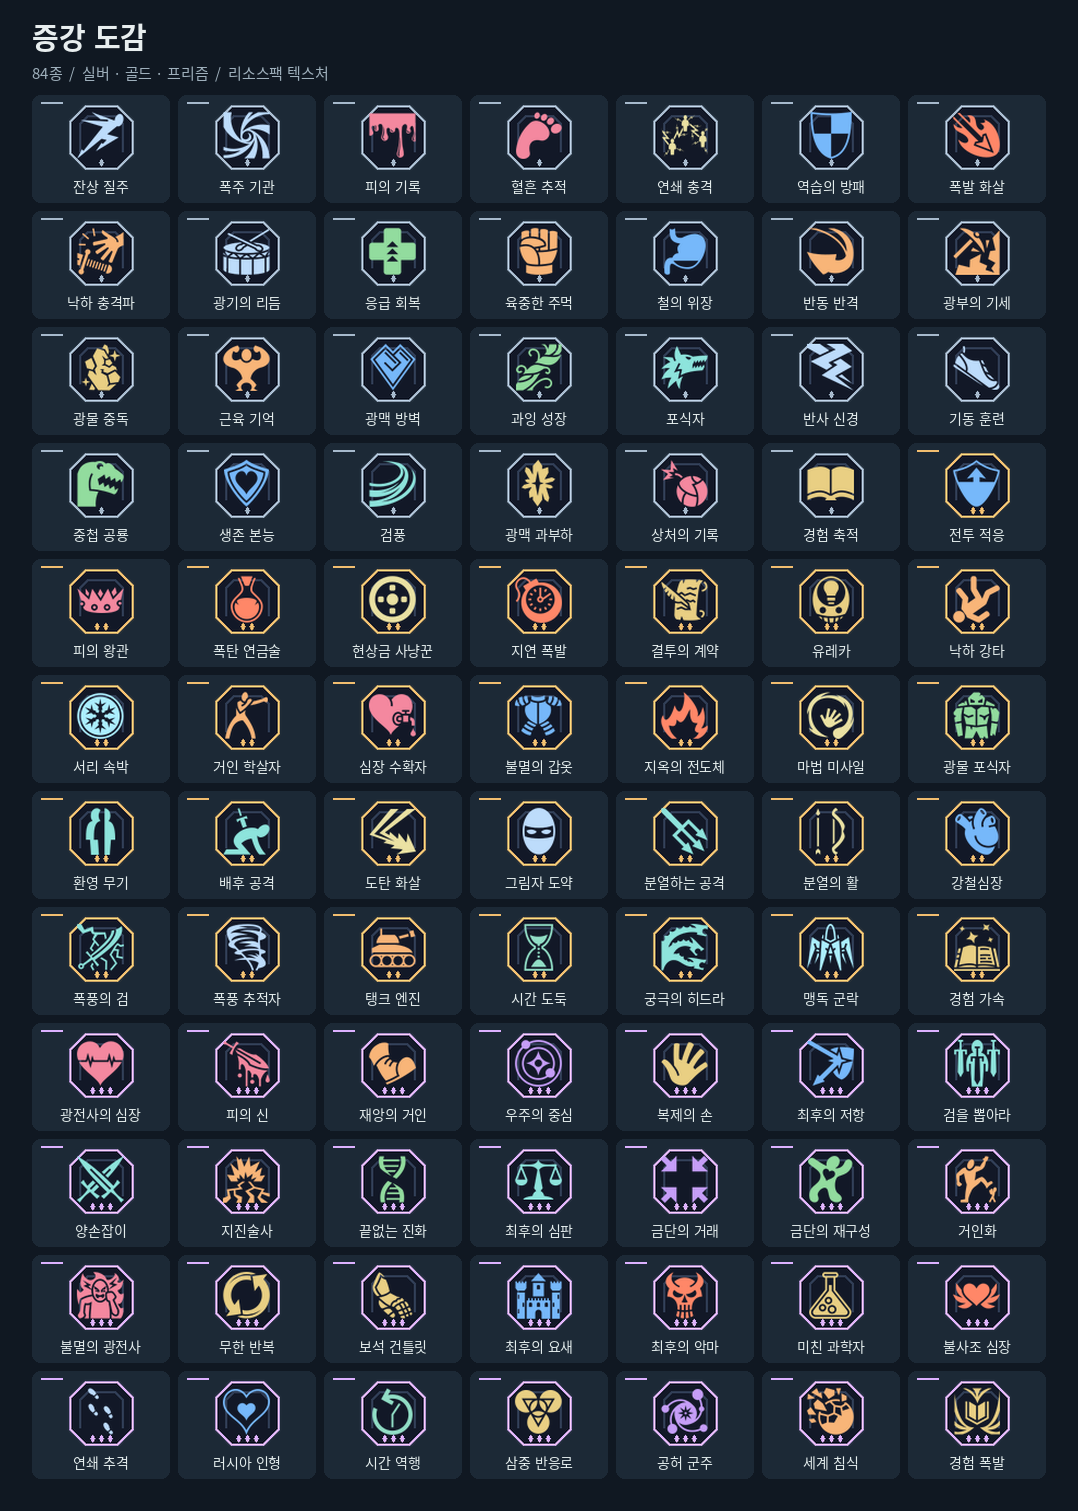 증강 도감
84종 / 실버 · 골드 · 프리즘 / 리소스팩 텍스처
잔상 질주
폭주 기관
피의 기록
혈흔 추적
연쇄 충격
역습의 방패
폭발 화살
낙하 충격파
광기의 리듬
응급 회복
육중한 주먹
철의 위장
반동 반격
광부의 기세
광물 중독
근육 기억
광맥 방벽
과잉 성장
포식자
반사 신경
기동 훈련
중첩 공룡
생존 본능
검풍
광맥 과부하
상처의 기록
경험 축적
전투 적응
피의 왕관
폭탄 연금술
현상금 사냥꾼
지연 폭발
결투의 계약
유레카
낙하 강타
서리 속박
거인 학살자
심장 수확자
불멸의 갑옷
지옥의 전도체
마법 미사일
광물 포식자
환영 무기
배후 공격
도탄 화살
그림자 도약
분열하는 공격
분열의 활
강철심장
폭풍의 검
폭풍 추적자
탱크 엔진
시간 도둑
궁극의 히드라
맹독 군락
경험 가속
광전사의 심장
피의 신
재앙의 거인
우주의 중심
복제의 손
최후의 저항
검을 뽑아라
양손잡이
지진술사
끝없는 진화
최후의 심판
금단의 거래
금단의 재구성
거인화
불멸의 광전사
무한 반복
보석 건틀릿
최후의 요새
최후의 악마
미친 과학자
불사조 심장
연쇄 추격
러시아 인형
시간 역행
삼중 반응로
공허 군주
세계 침식
경험 폭발